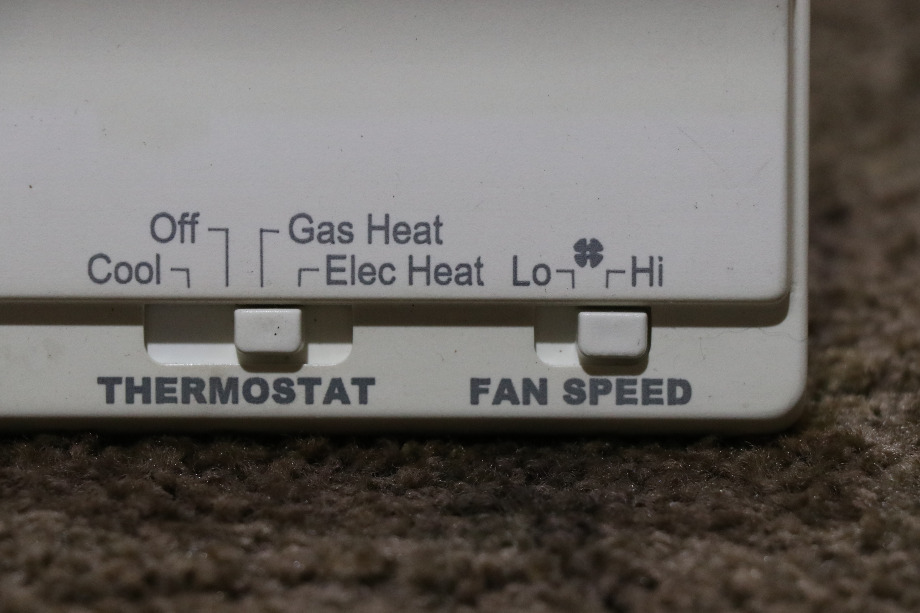 Off Gas Heat
Cool Elec Heat Lo Hi
THERMOSTAT FAN SPEED